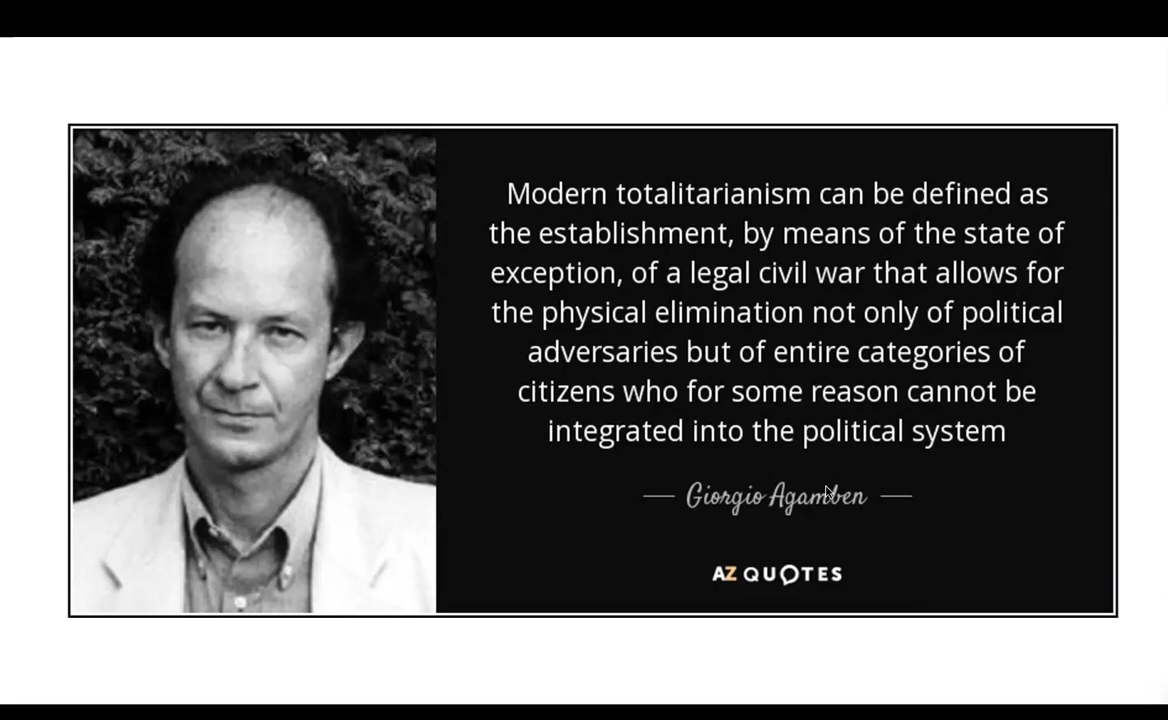 Modern totalitarianism can be defined as
the establishment, by means of the state of
exception, of a legal civil war that allows for
the physical elimination not only of political
adversaries but of entire categories of
citizens who for some reason cannot be
integrated into the political system
Giorgio Agamben
AZ QUOTES